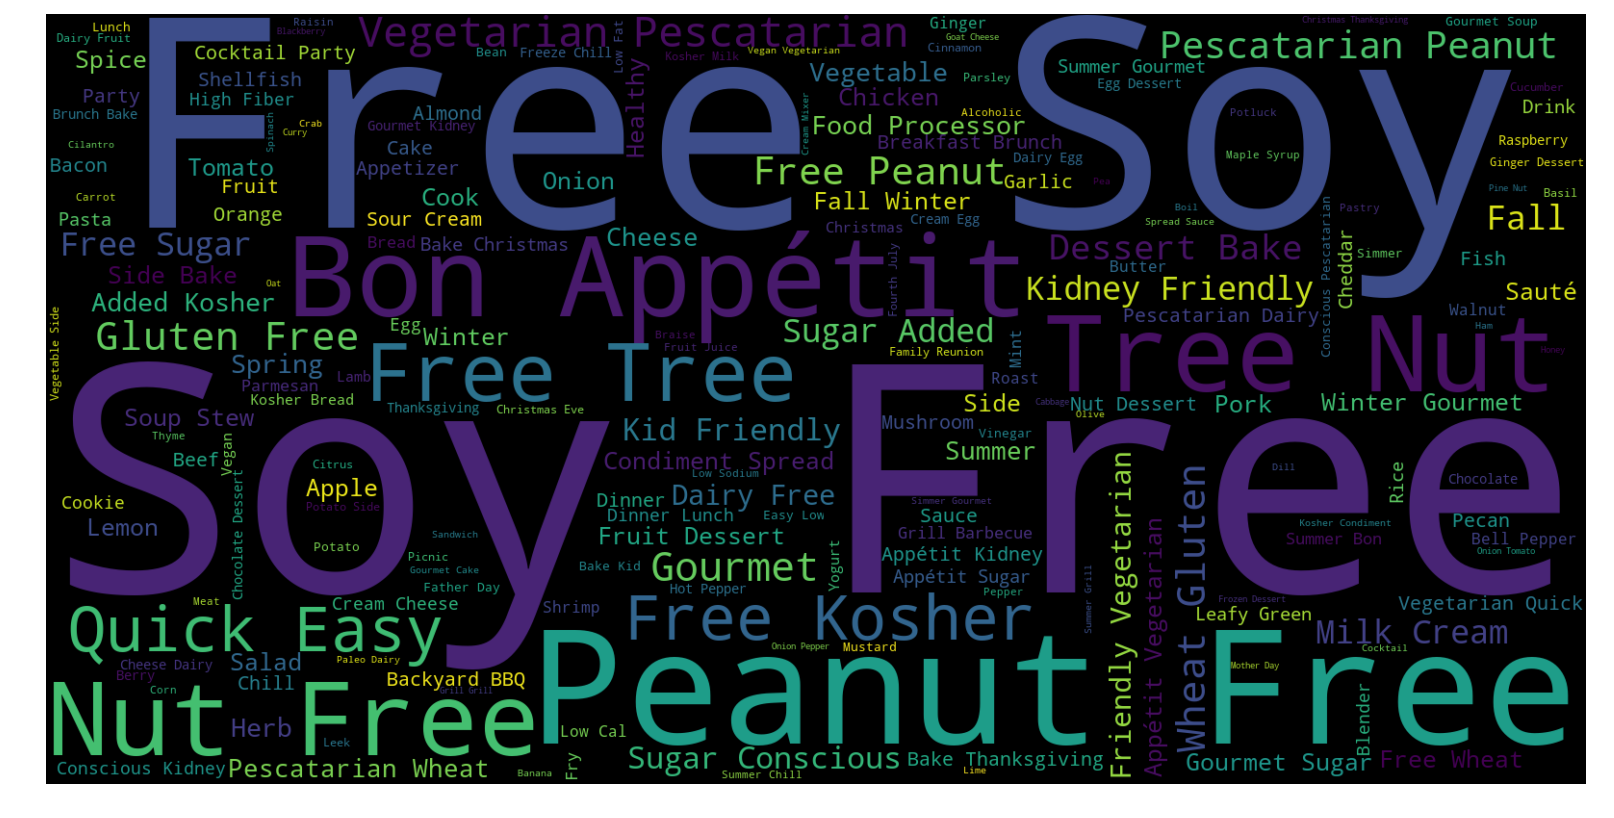 Free Soy
Soy Free
Peanut Free
Bon Appétit
Tree Nut
Nut Free
Free Tree
Quick Easy
Free Kosher
Vegetarian Pescatarian
Pescatarian Peanut
Free Peanut
Gluten Free
Kidney Friendly
Dessert Bake
Sugar Added
Free Sugar
Kid Friendly
Gourmet
Wheat Gluten
Milk Cream
Friendly Vegetarian
Appétit Vegetarian
Sugar Conscious
Pescatarian Wheat
Lunch
Dairy Fruit
Spice
Raisin
Blackberry
Cocktail Party
Shellfish
High Fiber
Party
Brunch Bake
Cilantro
Bacon
Carrot
Pasta
Tomato
Fruit
Orange
Spinach
Crab
Curry
Bean
Freeze Chill
Low Fat
Healthy
Kosher Milk
Vegan Vegetarian
Almond
Gourmet Kidney
Cake
Appetizer
Cook
Sour Cream
Onion
Vegetable
Chicken
Food Processor
Cream Mixer
Breakfast Brunch
Alcoholic
Parsley
Ginger
Goat Cheese
Cinnamon
Christmas Thanksgiving
Gourmet Soup
Summer Gourmet
Egg Dessert
Cucumber
Drink
Potluck
Raspberry
Maple Syrup
Ginger Dessert
Dairy Egg
Garlic
Pea
Pine Nut
Basil
Fall Winter
Cream Egg
Boil
Spread Sauce
Pastry
Fall
Conscious Pescatarian
Cheddar
Simmer
Fish
Sauté
Walnut
Ham
Honey
Butter
Pescatarian Dairy
Christmas
Fourth July
Cheese
Bread
Bake Christmas
Side Bake
Added Kosher
Oat
Vegetable Side
Egg
Winter
Braise
Fruit Juice
Family Reunion
Mint
Roast
Spring
Parmesan
Lamb
Kosher Bread
Thanksgiving
Christmas Eve
Side
Cabbage
Olive
Nut Dessert
Pork
Winter Gourmet
Soup Stew
Thyme
Vegan
Beef
Citrus
Mushroom
Vinegar
Summer
Condiment Spread
Low Sodium
Dairy Free
Dinner
Dinner Lunch
Easy Low
Fruit Dessert
Cookie
Lemon
Chocolate Dessert
Apple
Potato Side
Potato
Sandwich
Picnic
Gourmet Cake
Father Day
Simmer Gourmet
Sauce
Grill Barbecue
Appétit Kidney
Appétit Sugar
Pepper
Yogurt
Bake Kid
Hot Pepper
Dill
Rice
Chocolate
Kosher Condiment
Summer Bon
Pecan
Bell Pepper
Onion Tomato
Meat
Cream Cheese
Shrimp
Summer Grill
Frozen Dessert
Leafy Green
Vegetarian Quick
Cheese Dairy
Berry
Salad
Chill
Paleo Dairy
Backyard BBQ
Grill Grill
Onion Pepper
Mustard
Mother Day
Cocktail
Corn
Herb
Leek
Low Cal
Fry
Banana
Conscious Kidney
Summer Chill
Bake Thanksgiving
Lime
Gourmet Sugar
Blender
Free Wheat